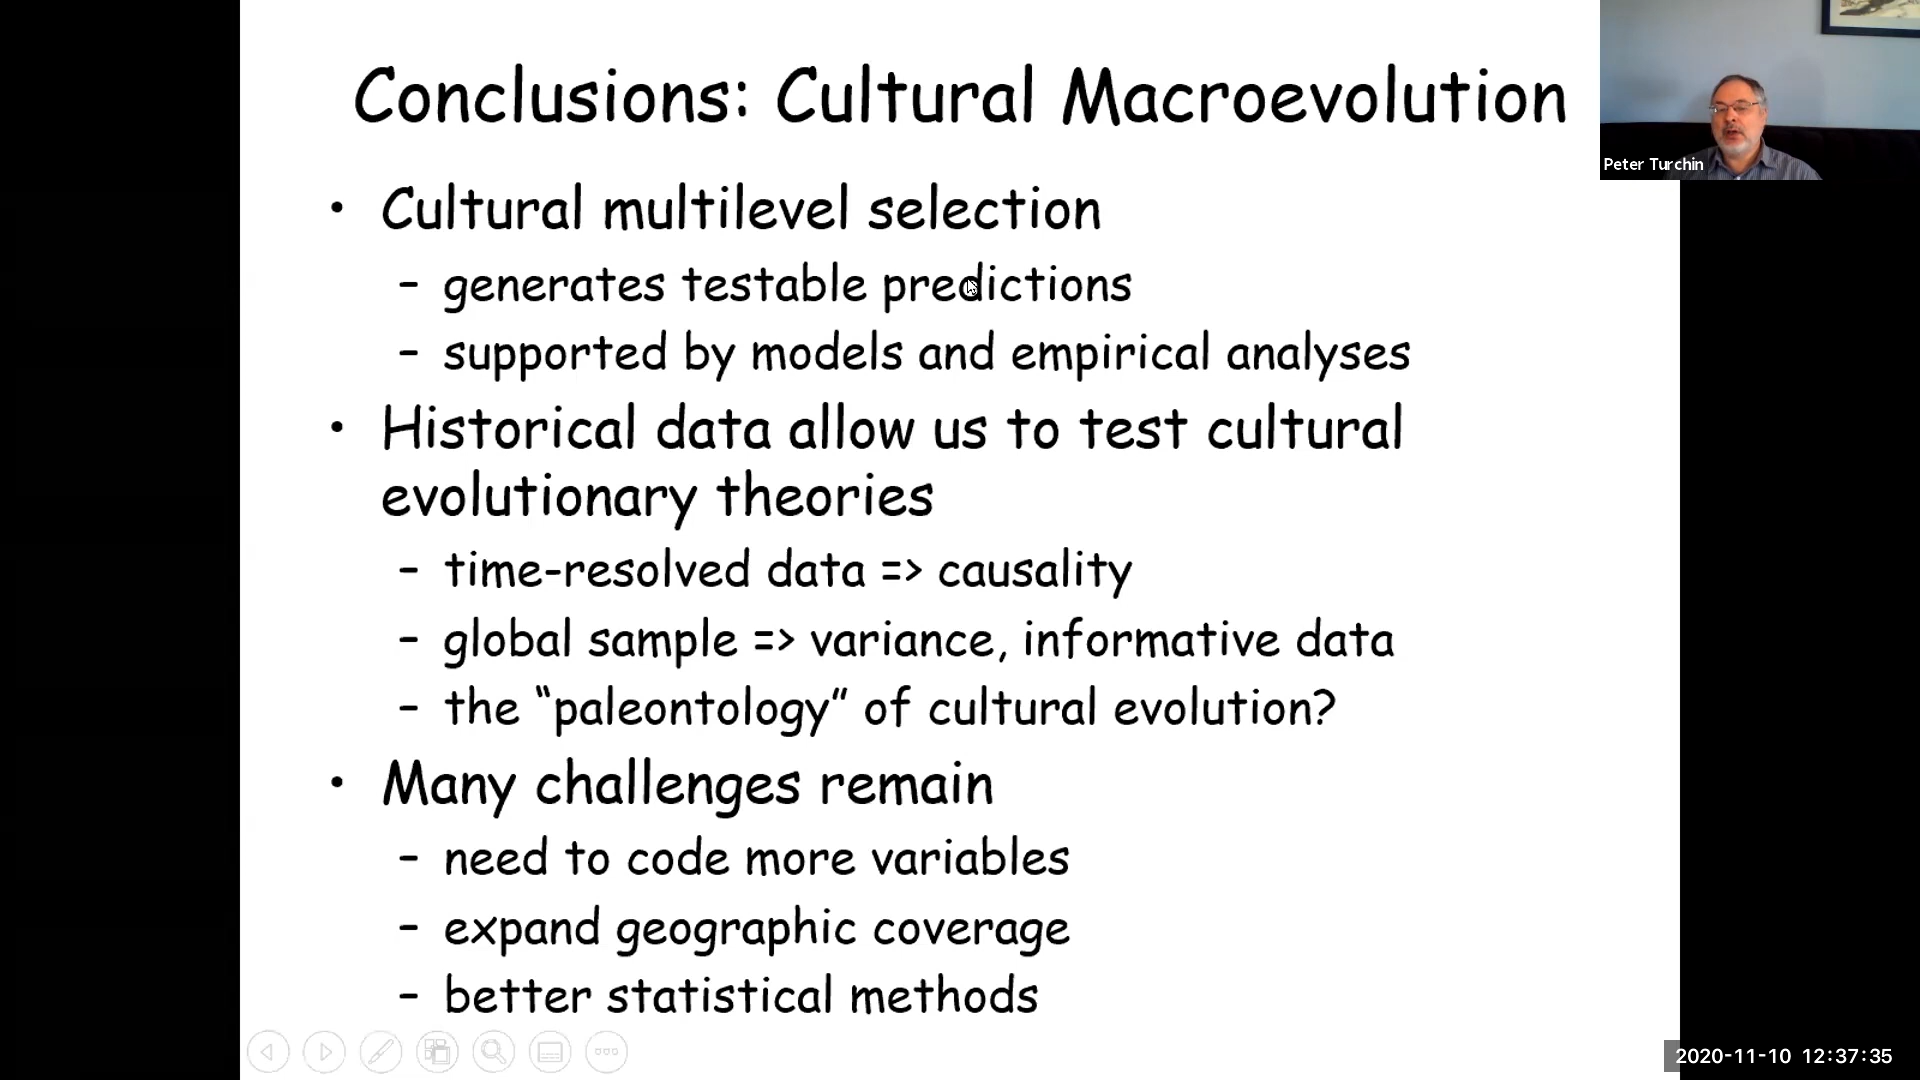 Conclusions: Cultural Macroevolution
Peter Turchin
• Cultural multilevel selection
– generates testable predictions
– supported by models and empirical analyses
• Historical data allow us to test cultural
evolutionary theories
– time-resolved data => causality
– global sample => variance, informative data
– the “paleontology” of cultural evolution?
• Many challenges remain
– need to code more variables
– expand geographic coverage
– better statistical methods
2020-11-10 12:37:35